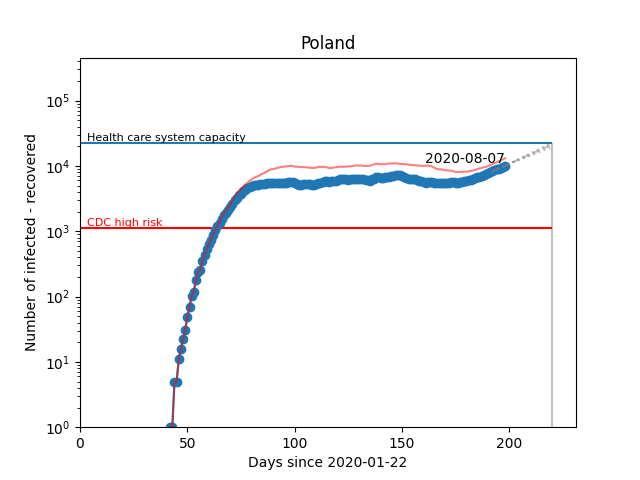 Poland
Number of infected - recovered
10^5
10^4
10^3
10^2
10^1
10^0
Health care system capacity
2020-08-07
CDC high risk
0 50 100 150 200
Days since 2020-01-22